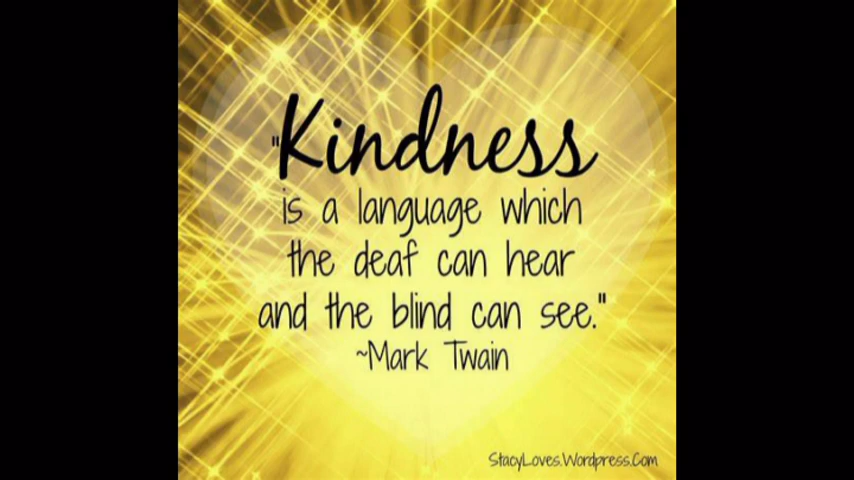 "Kindness
is a language which
the deaf can hear
and the blind can see."
~Mark Twain
StacyLoves.Wordpress.Com